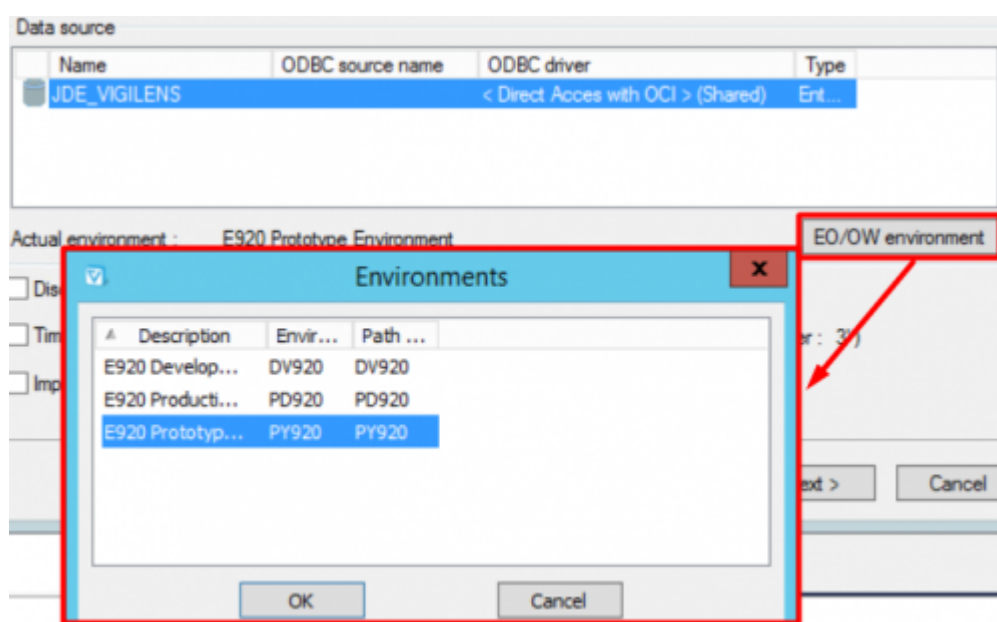 Data source
Name ODBC source name ODBC driver Type
JDE_VIGILENS < Direct Acces with OCI > (Shared) Ent...
Actual environment : E920 Prototype Environment EO/OW environment
Environments
Description Envir... Path ...
E920 Develop... DV920 DV920
E920 Producti... PD920 PD920
E920 Prototyp... PY920 PY920
OK Cancel
Cancel